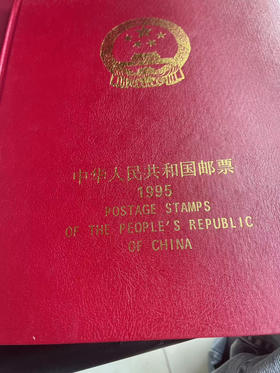 中华人民共和国邮票
1995
POSTAGE STAMPS
OF THE PEOPLE'S REPUBLIC
OF CHINA